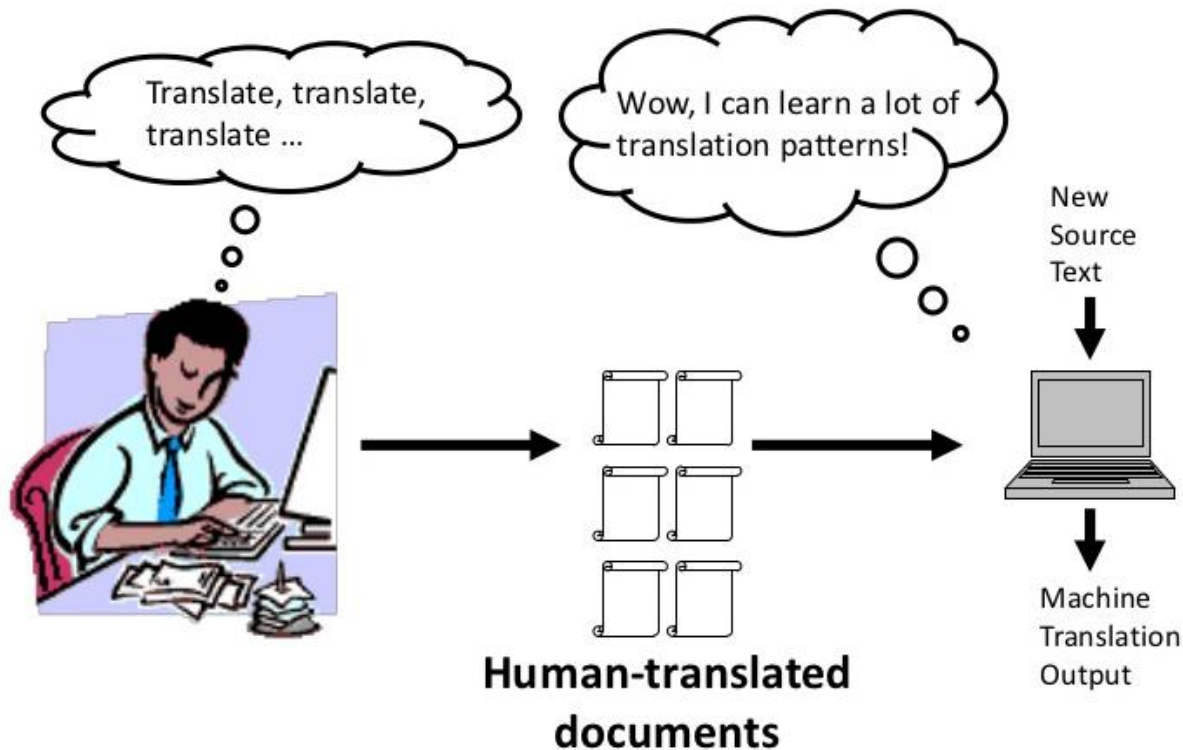 Translate, translate,
translate ...
Wow, I can learn a lot of
translation patterns!
New
Source
Text
Human-translated
documents
Machine
Translation
Output